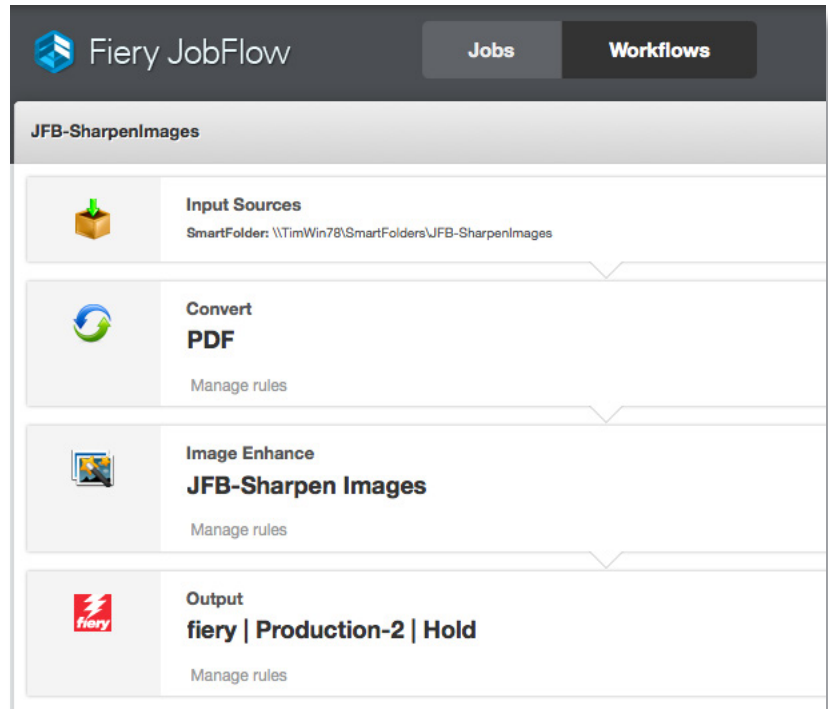 Fiery JobFlow
Jobs
Workflows
JFB-SharpenImages
Input Sources
SmartFolder: \\TimWin78\SmartFolders\JFB-SharpenImages
Convert
PDF
Manage rules
Image Enhance
JFB-Sharpen Images
Manage rules
Output
fiery
fiery | Production-2 | Hold
Manage rules